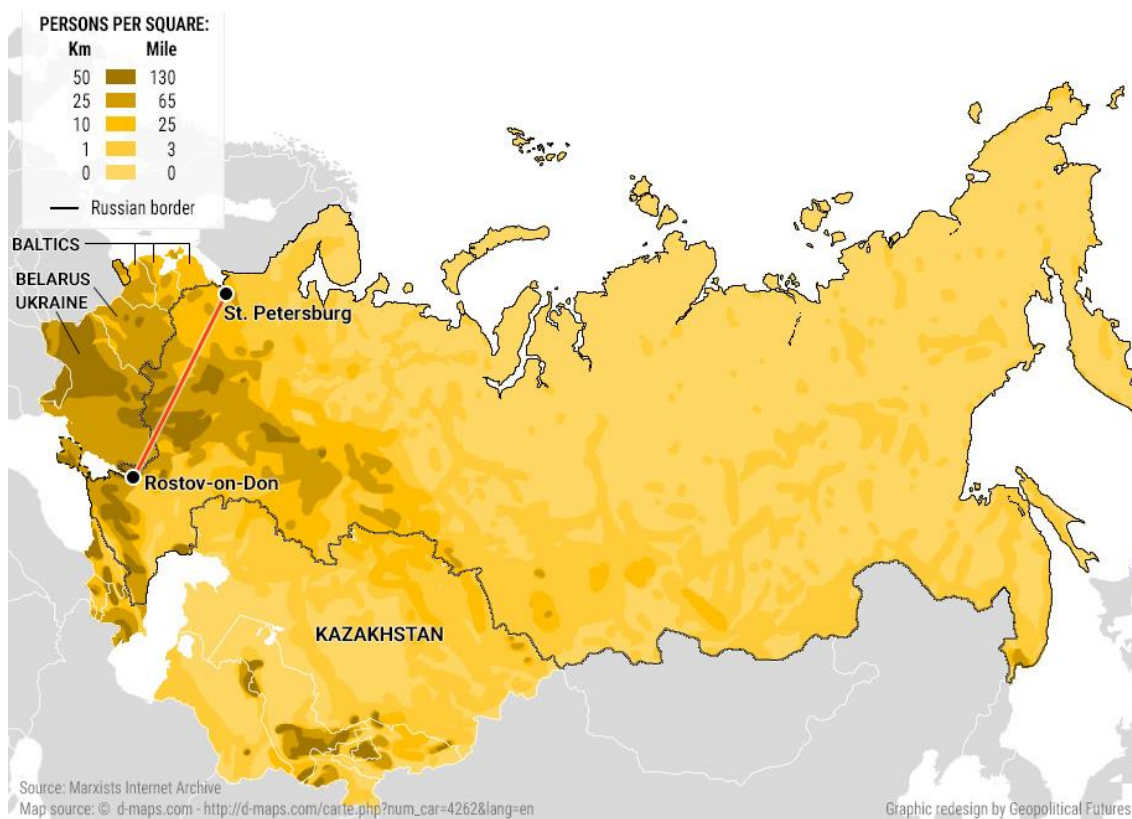 PERSONS PER SQUARE:
Km Mile
50 130
25 65
10 25
1 3
0 0
Russian border
BALTICS
BELARUS
UKRAINE
St. Petersburg
Rostov-on-Don
KAZAKHSTAN
Source: Marxists Internet Archive
Map source: © d-maps.com - http://d-maps.com/carte.php?num_car=4262&lang=en
Graphic redesign by Geopolitical Futures